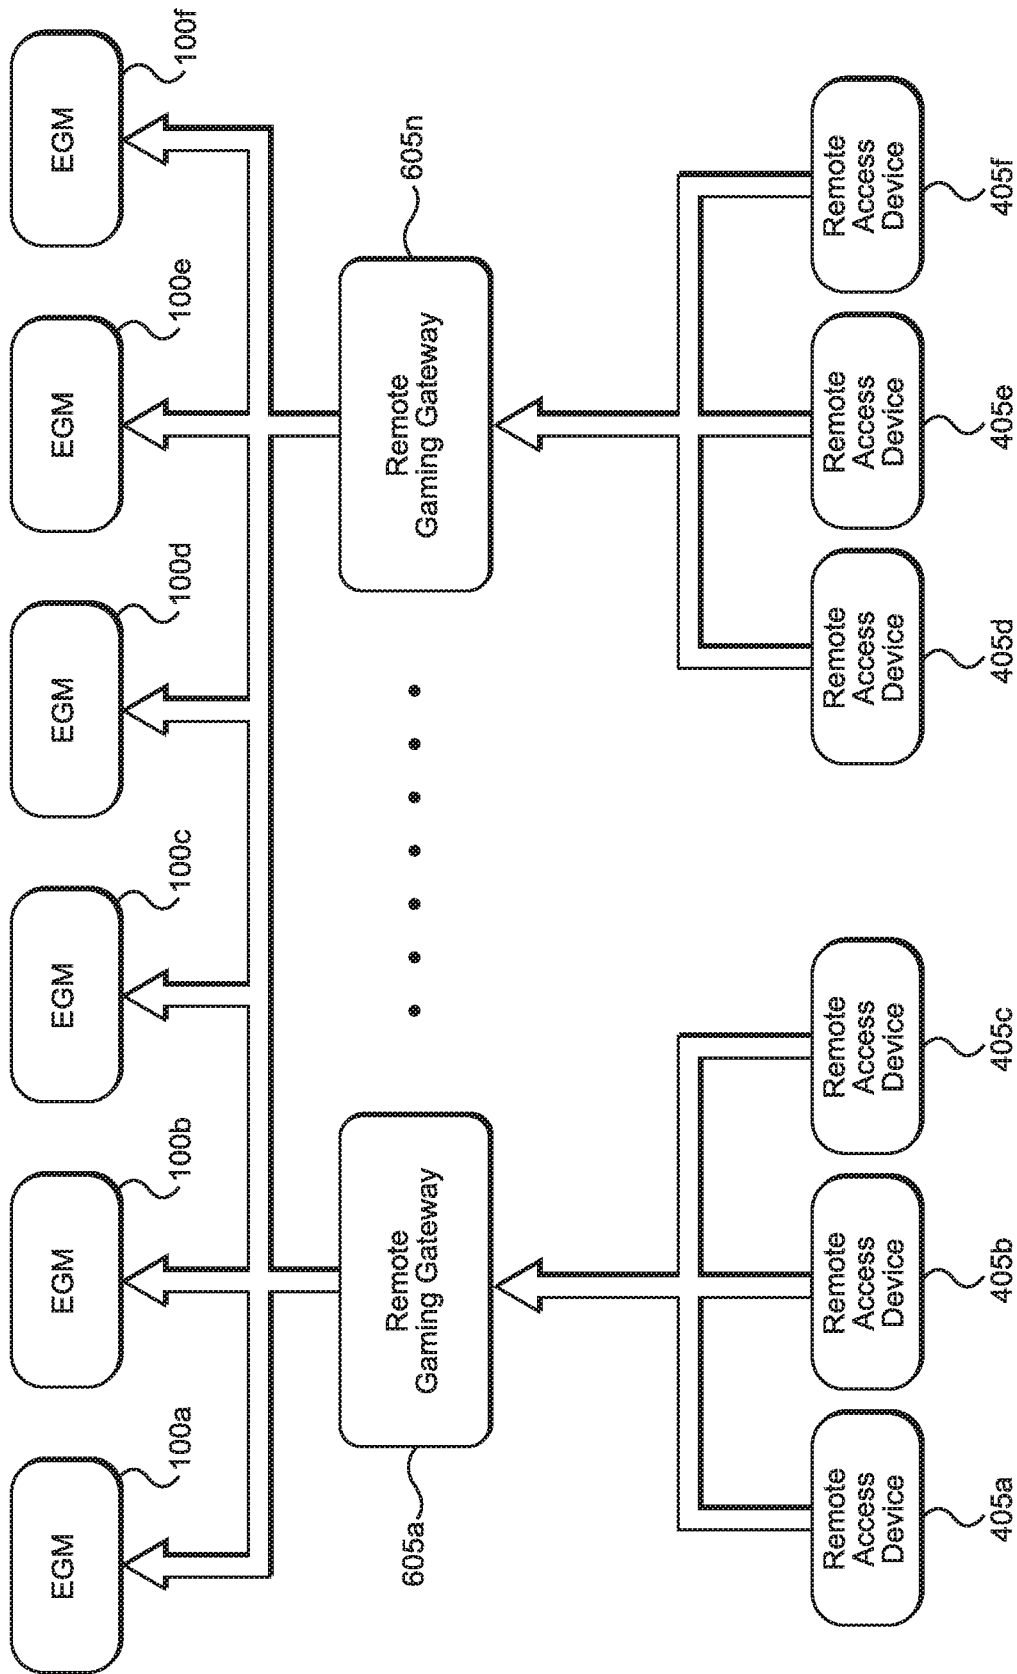 EGM
100a
EGM
100b
EGM
100c
EGM
100d
EGM
100e
EGM
100f
Remote
Gaming Gateway
605a
Remote
Gaming Gateway
605n
Remote
Access
Device
405a
Remote
Access
Device
405b
Remote
Access
Device
405c
Remote
Access
Device
405d
Remote
Access
Device
405e
Remote
Access
Device
405f